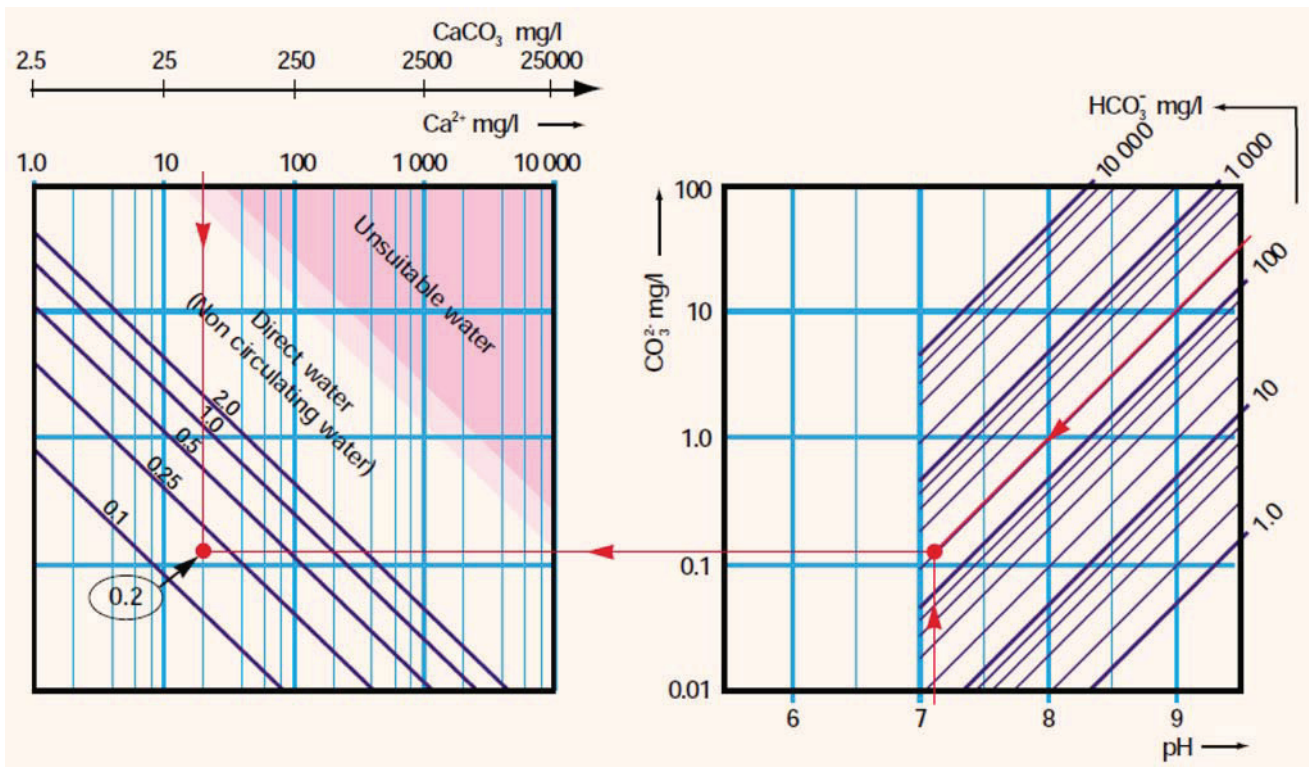 CaCO₃ mg/l
2.5 25 250 2500 25000
Ca²⁺ mg/l
1.0 10 100 1 000 10 000
Unsuitable water
Direct water
(Non circulating water)
2.0
1.0
0.5
0.25
0.1
0.2
HCO₃⁻ mg/l
10 000
1 000
100
10
1.0
CO₃²⁻ mg/l
100
10
1.0
0.1
0.01
6 7 8 9
pH